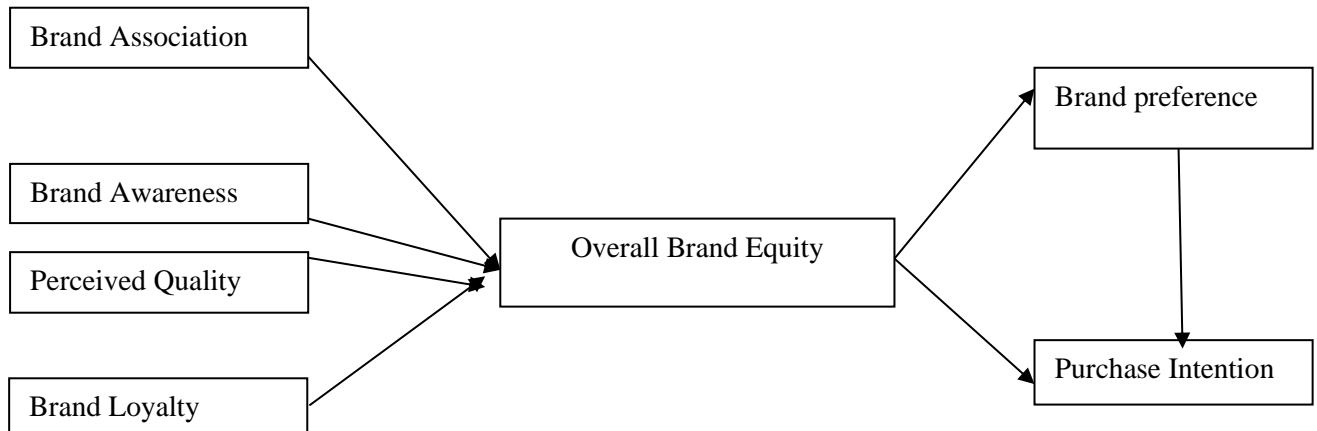 Brand Association
Brand Awareness
Perceived Quality
Brand Loyalty
Overall Brand Equity
Brand preference
Purchase Intention